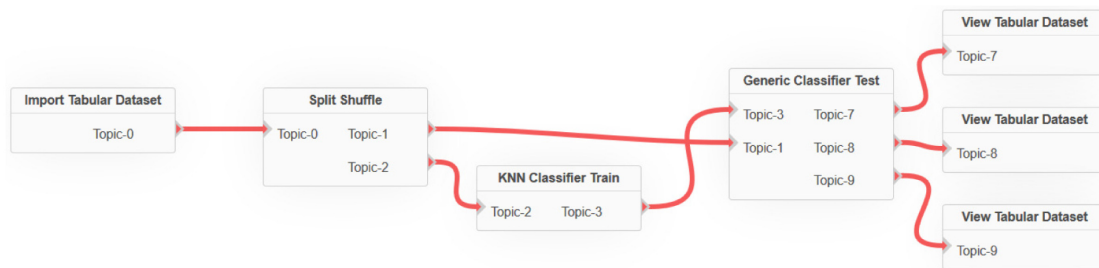 Import Tabular Dataset
Topic-0
Split Shuffle
Topic-0 Topic-1
Topic-2
KNN Classifier Train
Topic-2 Topic-3
Generic Classifier Test
Topic-3 Topic-7
Topic-1 Topic-8
Topic-9
View Tabular Dataset
Topic-7
View Tabular Dataset
Topic-8
View Tabular Dataset
Topic-9